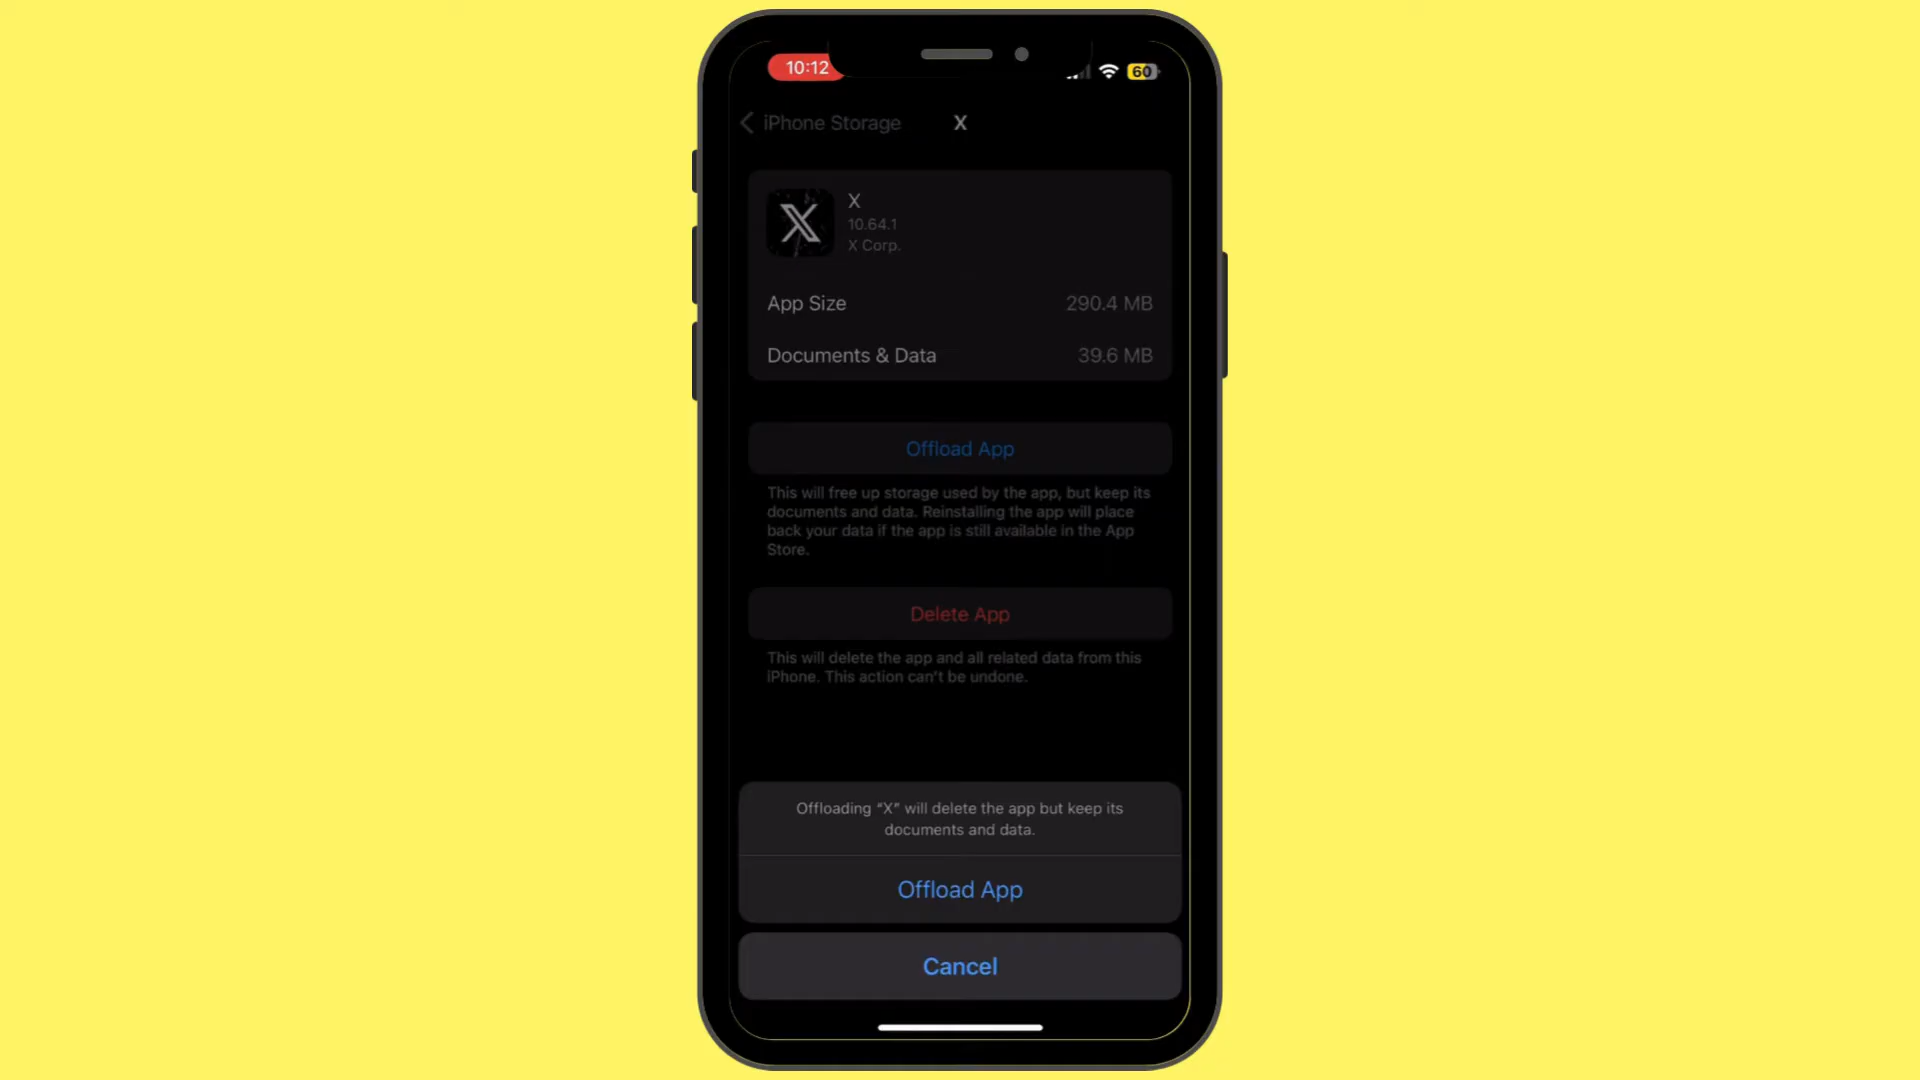 10:12
60
iPhone Storage
X
X
10.64.1
X Corp.
App Size 290.4 MB
Documents & Data 39.6 MB
Offload App
This will free up storage used by the app, but keep its
documents and data. Reinstalling the app will place
back your data if the app is still available in the App
Store.
Delete App
This will delete the app and all related data from this
iPhone. This action can't be undone.
Offloading “X” will delete the app but keep its
documents and data.
Offload App
Cancel